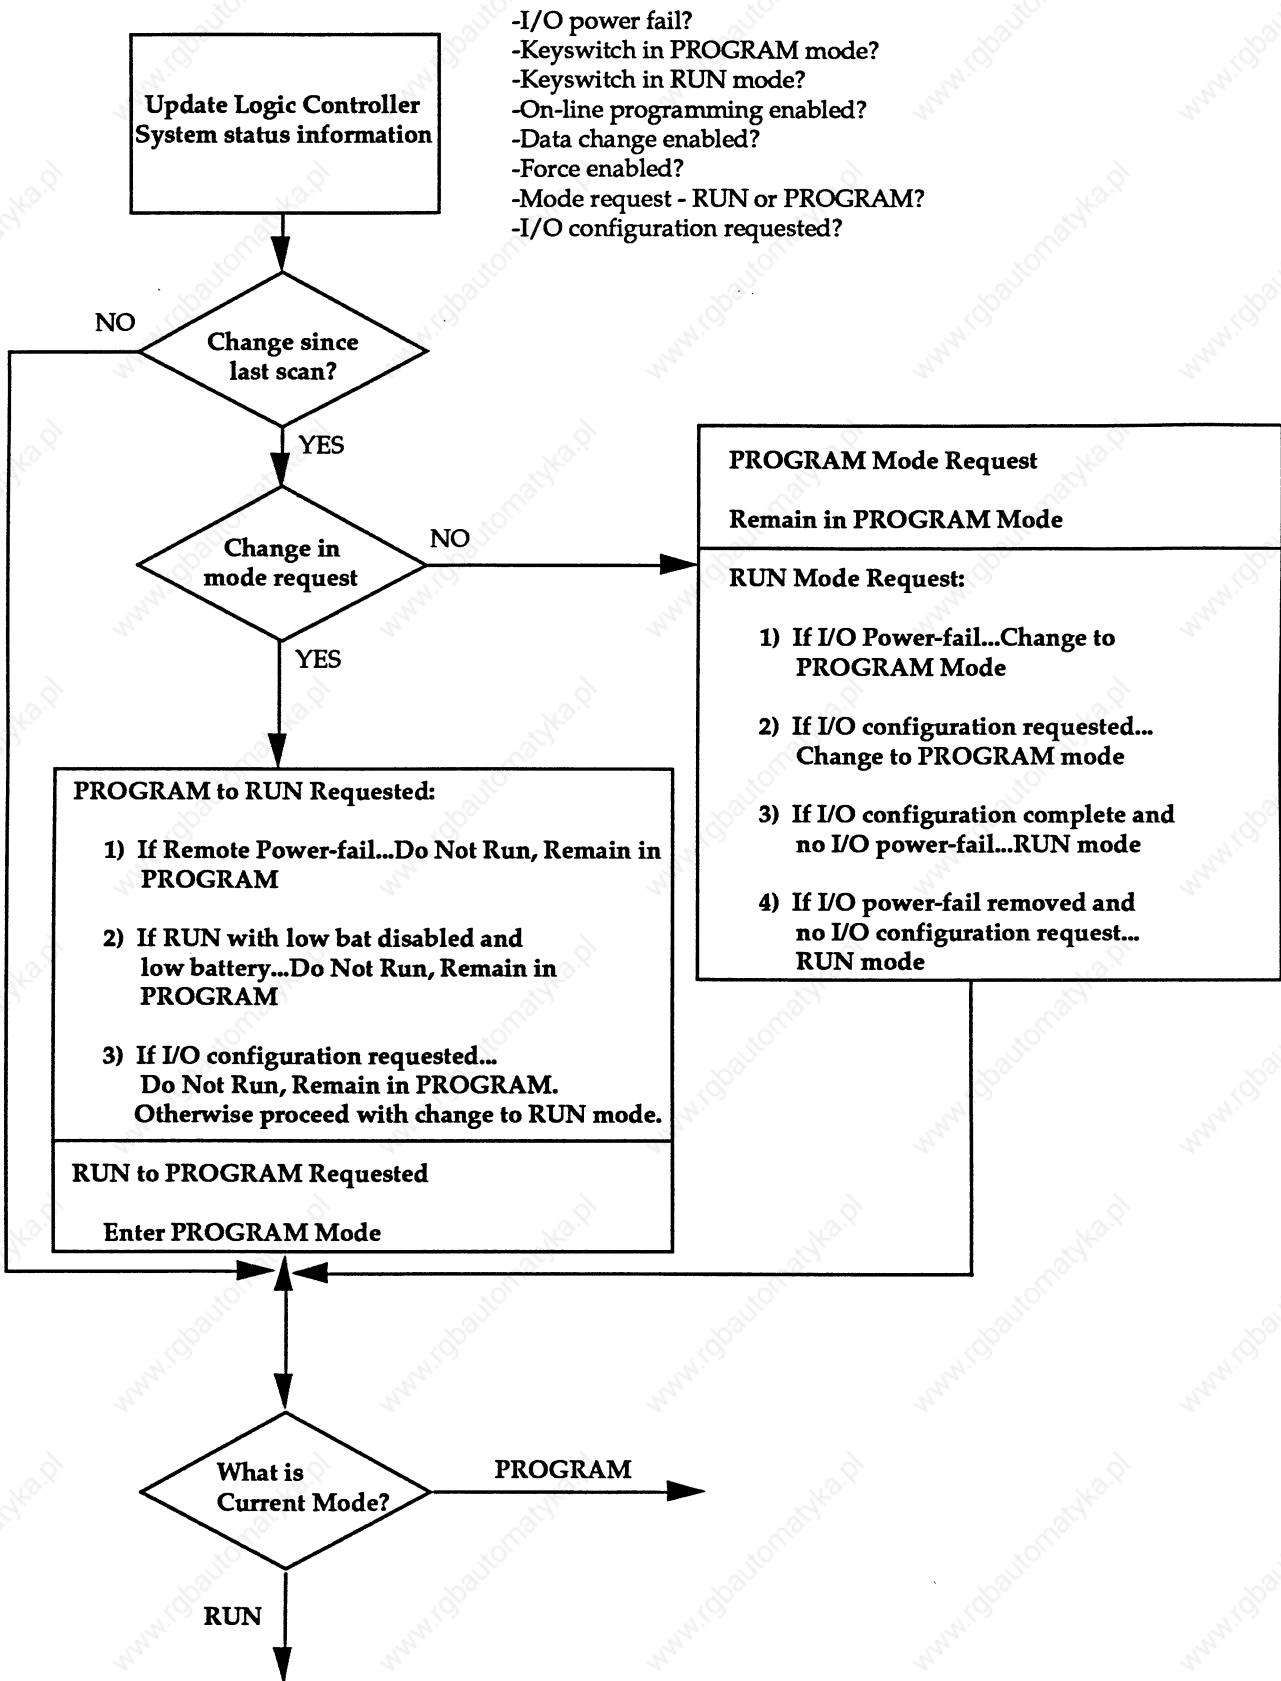 -I/O power fail?
-Keyswitch in PROGRAM mode?
-Keyswitch in RUN mode?
-On-line programming enabled?
-Data change enabled?
-Force enabled?
-Mode request - RUN or PROGRAM?
-I/O configuration requested?
Update Logic Controller
System status information
NO
Change since
last scan?
YES
Change in
mode request
NO
YES
PROGRAM Mode Request
Remain in PROGRAM Mode
RUN Mode Request:
1) If I/O Power-fail...Change to
PROGRAM Mode
2) If I/O configuration requested...
Change to PROGRAM mode
3) If I/O configuration complete and
no I/O power-fail...RUN mode
4) If I/O power-fail removed and
no I/O configuration request...
RUN mode
PROGRAM to RUN Requested:
1) If Remote Power-fail...Do Not Run, Remain in
PROGRAM
2) If RUN with low bat disabled and
low battery...Do Not Run, Remain in
PROGRAM
3) If I/O configuration requested...
Do Not Run, Remain in PROGRAM.
Otherwise proceed with change to RUN mode.
RUN to PROGRAM Requested
Enter PROGRAM Mode
What is
Current Mode?
PROGRAM
RUN
www.rgbautomatyka.pl